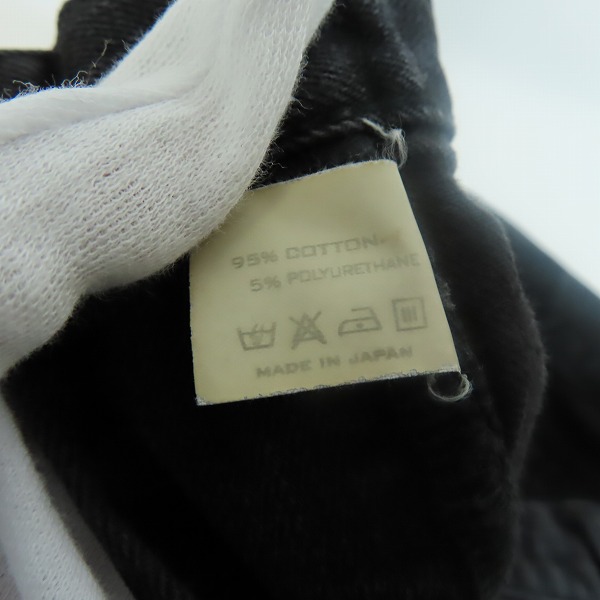 95% COTTON
5% POLYURETHANE
MADE IN JAPAN